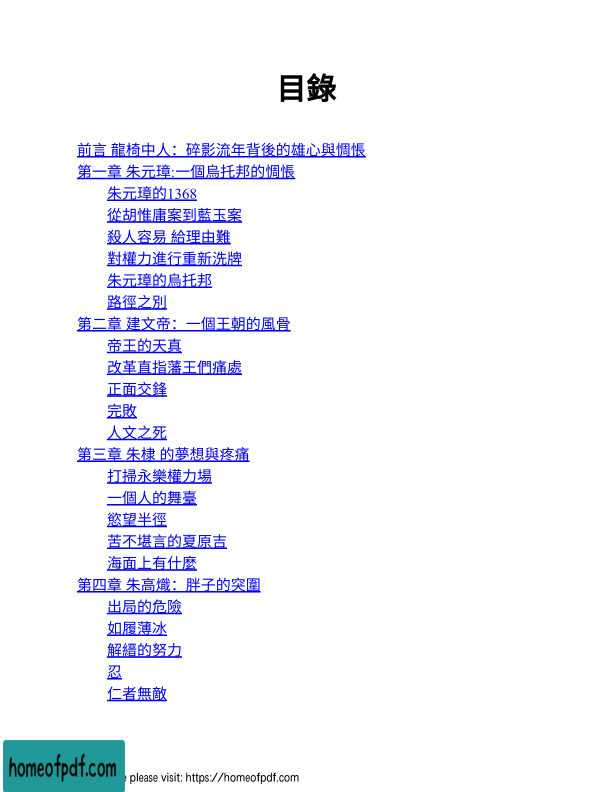 目錄
前言 龍椅中人：碎影流年背後的雄心與惆悵
第一章 朱元璋:一個烏托邦的惆悵
朱元璋的1368
從胡惟庸案到藍玉案
殺人容易 給理由難
對權力進行重新洗牌
朱元璋的烏托邦
路徑之別
第二章 建文帝：一個王朝的風骨
帝王的天真
改革直指藩王們痛處
正面交鋒
完敗
人文之死
第三章 朱棣 的夢想與疼痛
打掃永樂權力場
一個人的舞臺
慾望半徑
苦不堪言的夏原吉
海面上有什麼
第四章 朱高熾：胖子的突圍
出局的危險
如履薄冰
解縉的努力
忍
仁者無敵
homeofpdf.com
e please visit: https://homeofpdf.com